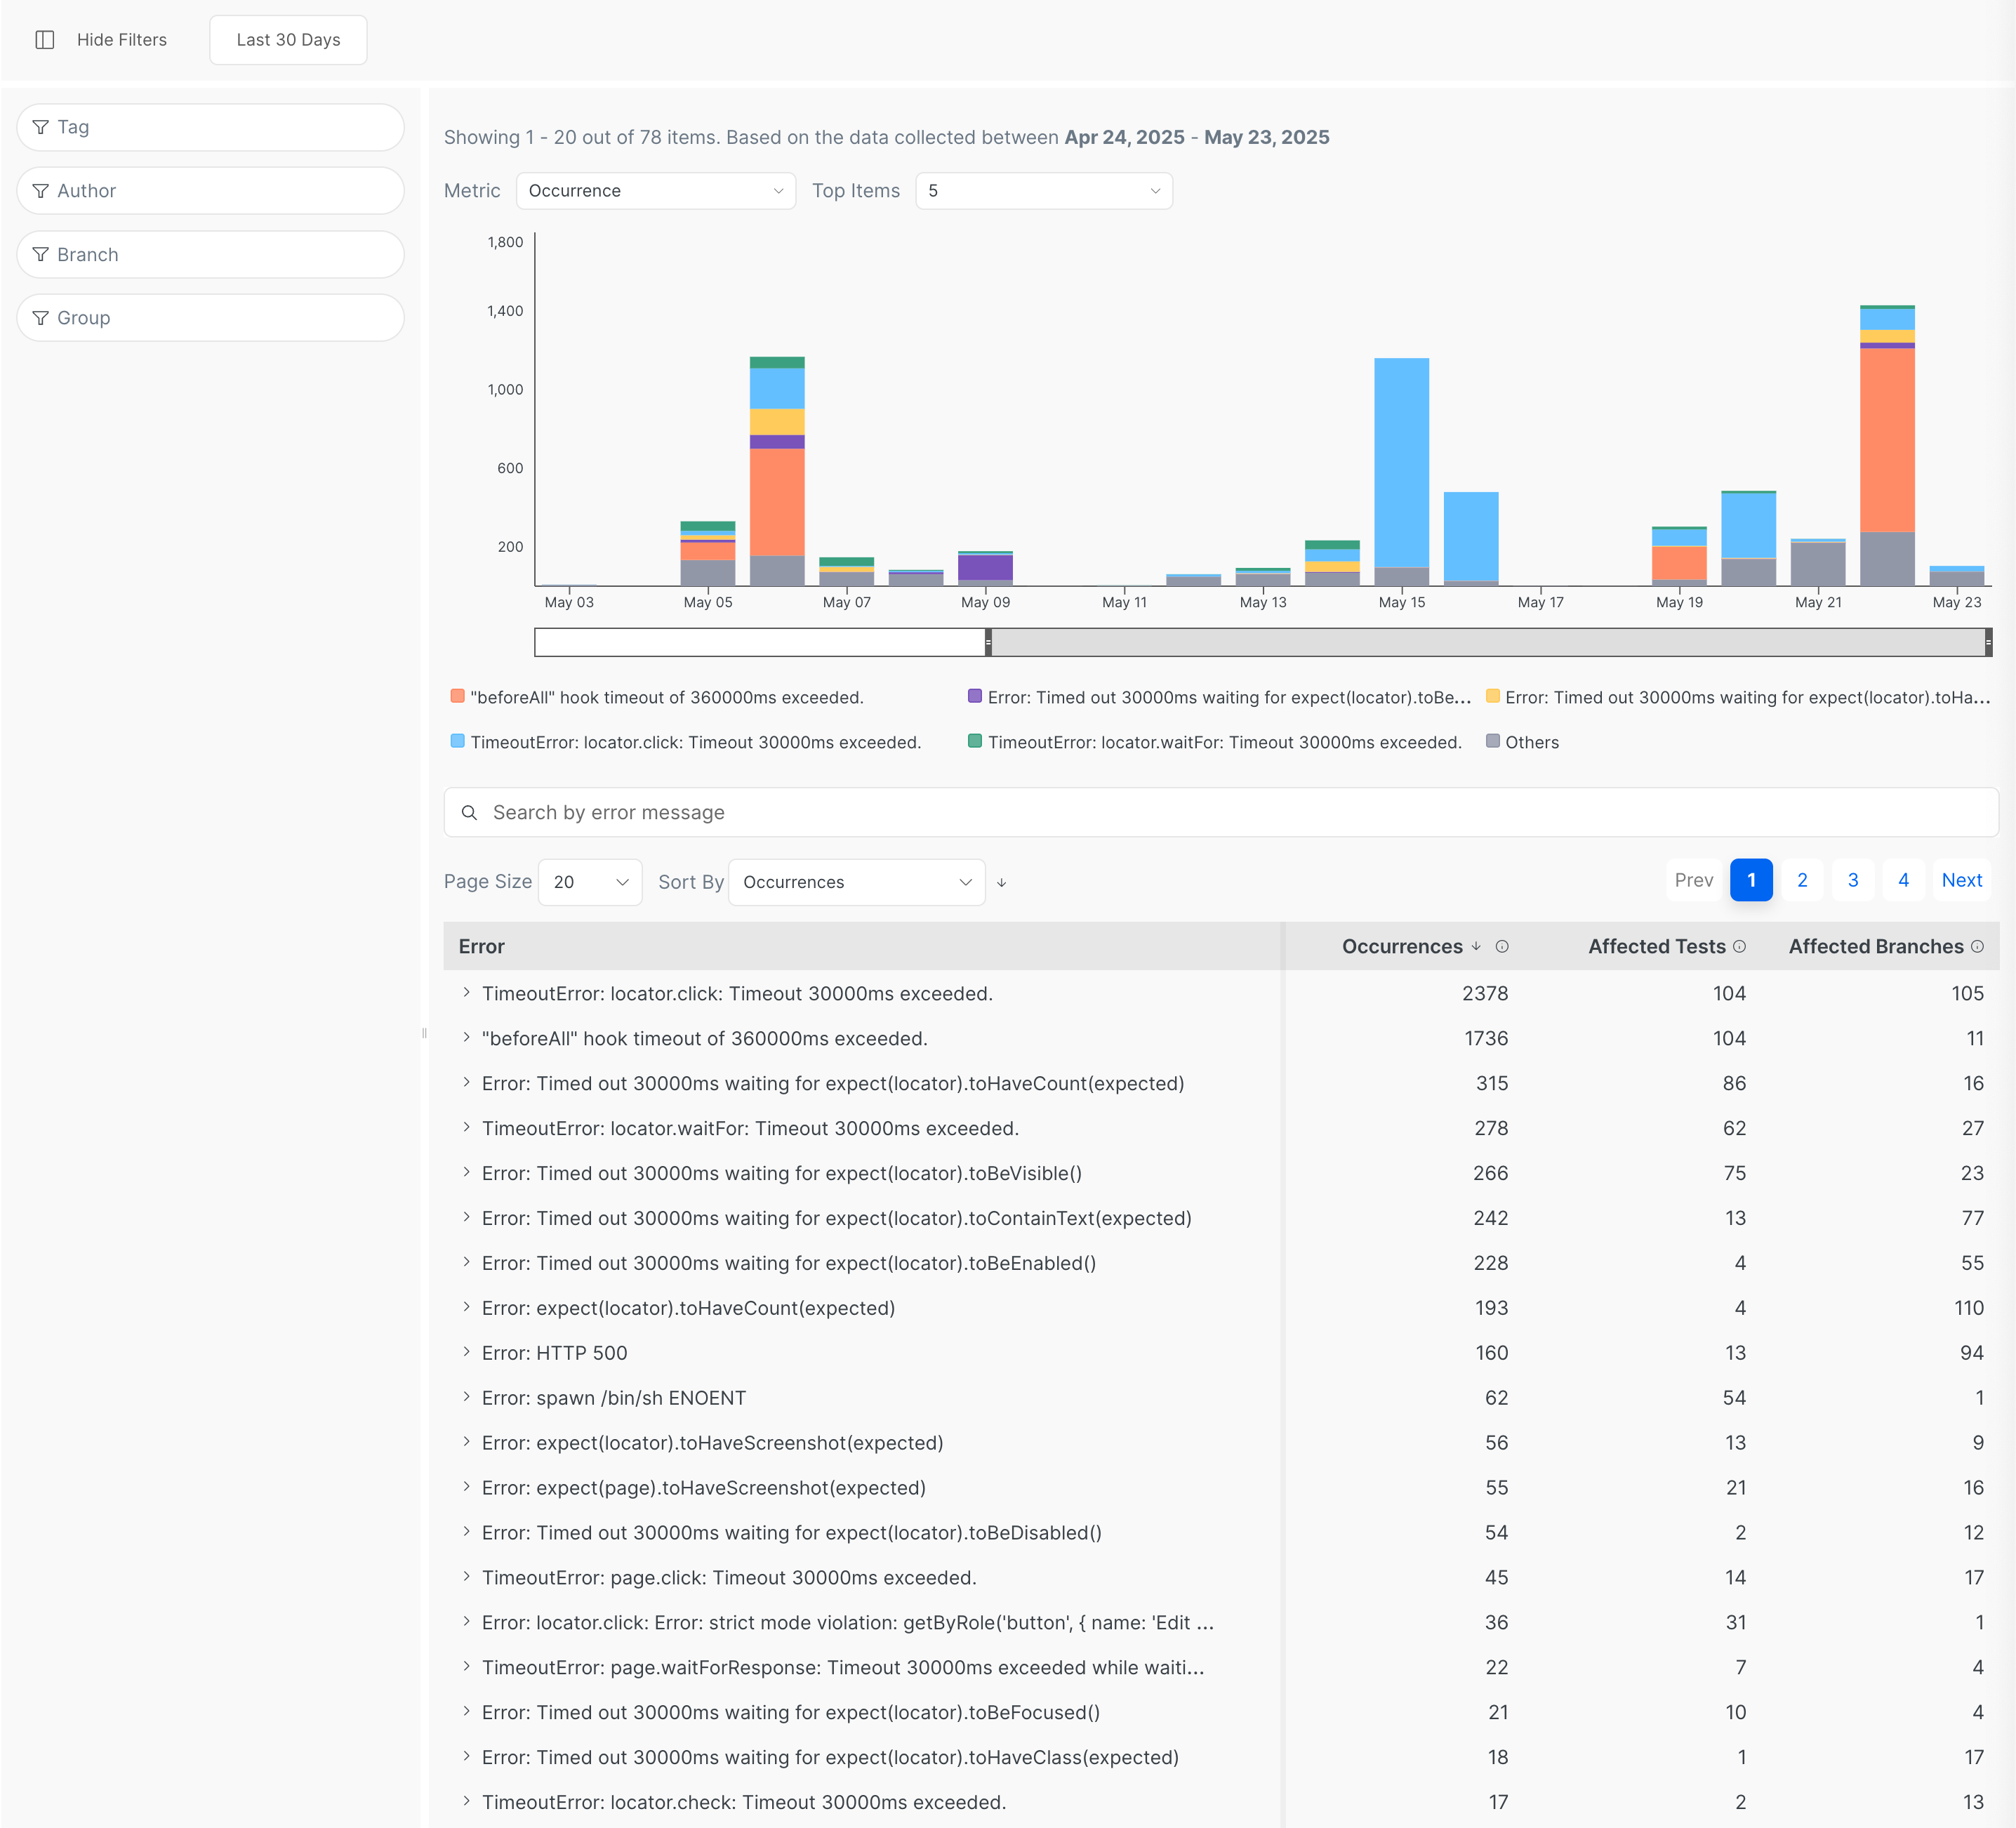 Hide Filters Last 30 Days
Tag
Author
Branch
Group
Showing 1 - 20 out of 78 items. Based on the data collected between Apr 24, 2025 - May 23, 2025
Metric Occurrence Top Items 5
1,800
1,400
1,000
600
200
May 03 May 05 May 07 May 09 May 11 May 13 May 15 May 17 May 19 May 21 May 23
"beforeAll" hook timeout of 360000ms exceeded. Error: Timed out 30000ms waiting for expect(locator).toBe... Error: Timed out 30000ms waiting for expect(locator).toHa...
TimeoutError: locator.click: Timeout 30000ms exceeded. TimeoutError: locator.waitFor: Timeout 30000ms exceeded. Others
Search by error message
Page Size 20 Sort By Occurrences ↓ Prev 1 2 3 4 Next
Error Occurrences ↓ Affected Tests Affected Branches
TimeoutError: locator.click: Timeout 30000ms exceeded. 2378 104 105
"beforeAll" hook timeout of 360000ms exceeded. 1736 104 11
Error: Timed out 30000ms waiting for expect(locator).toHaveCount(expected) 315 86 16
TimeoutError: locator.waitFor: Timeout 30000ms exceeded. 278 62 27
Error: Timed out 30000ms waiting for expect(locator).toBeVisible() 266 75 23
Error: Timed out 30000ms waiting for expect(locator).toContainText(expected) 242 13 77
Error: Timed out 30000ms waiting for expect(locator).toBeEnabled() 228 4 55
Error: expect(locator).toHaveCount(expected) 193 4 110
Error: HTTP 500 160 13 94
Error: spawn /bin/sh ENOENT 62 54 1
Error: expect(locator).toHaveScreenshot(expected) 56 13 9
Error: expect(page).toHaveScreenshot(expected) 55 21 16
Error: Timed out 30000ms waiting for expect(locator).toBeDisabled() 54 2 12
TimeoutError: page.click: Timeout 30000ms exceeded. 45 14 17
Error: locator.click: Error: strict mode violation: getByRole('button', { name: 'Edit ... 36 31 1
TimeoutError: page.waitForResponse: Timeout 30000ms exceeded while waiti... 22 7 4
Error: Timed out 30000ms waiting for expect(locator).toBeFocused() 21 10 4
Error: Timed out 30000ms waiting for expect(locator).toHaveClass(expected) 18 1 17
TimeoutError: locator.check: Timeout 30000ms exceeded. 17 2 13